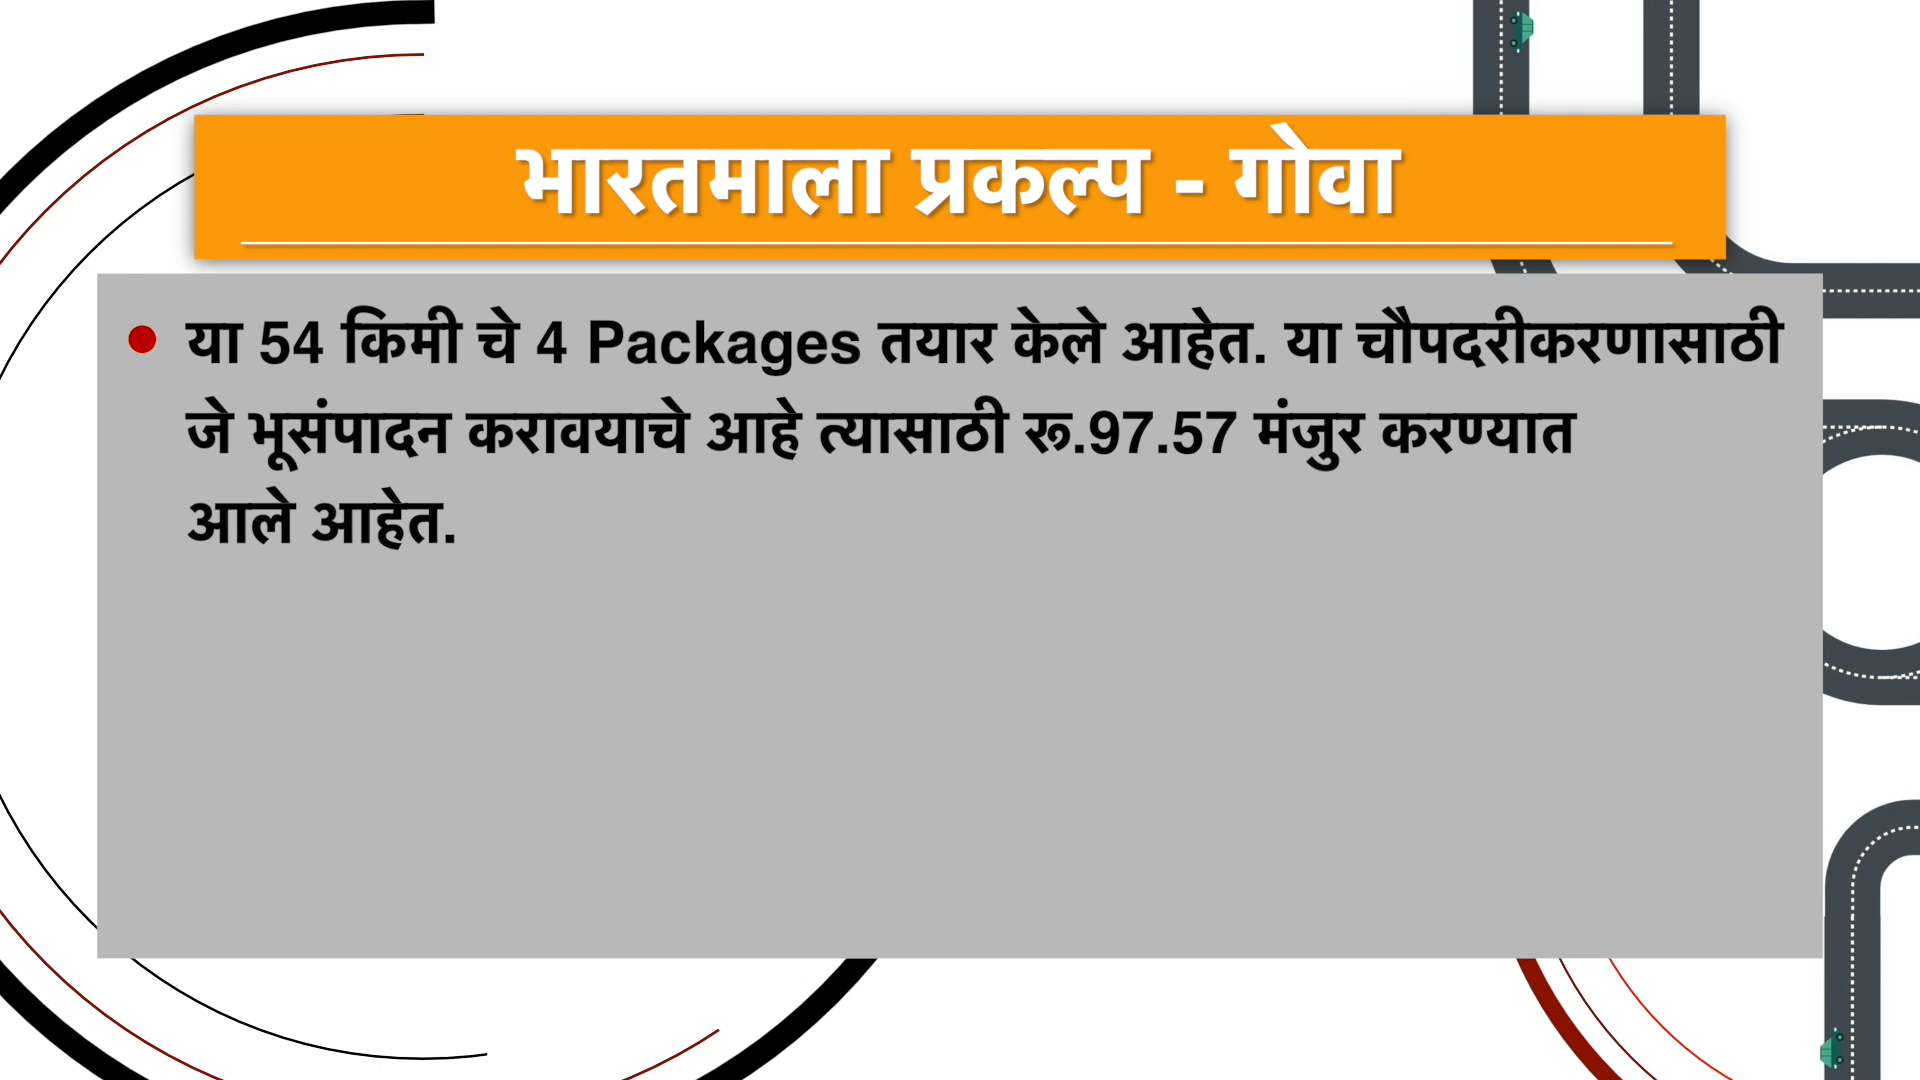 भारतमाला प्रकल्प - गोवा
या 54 किमी चे 4 Packages तयार केले आहेत. या चौपदरीकरणासाठी
जे भूसंपादन करावयाचे आहे त्यासाठी रू.97.57 मंजुर करण्यात
आले आहेत.